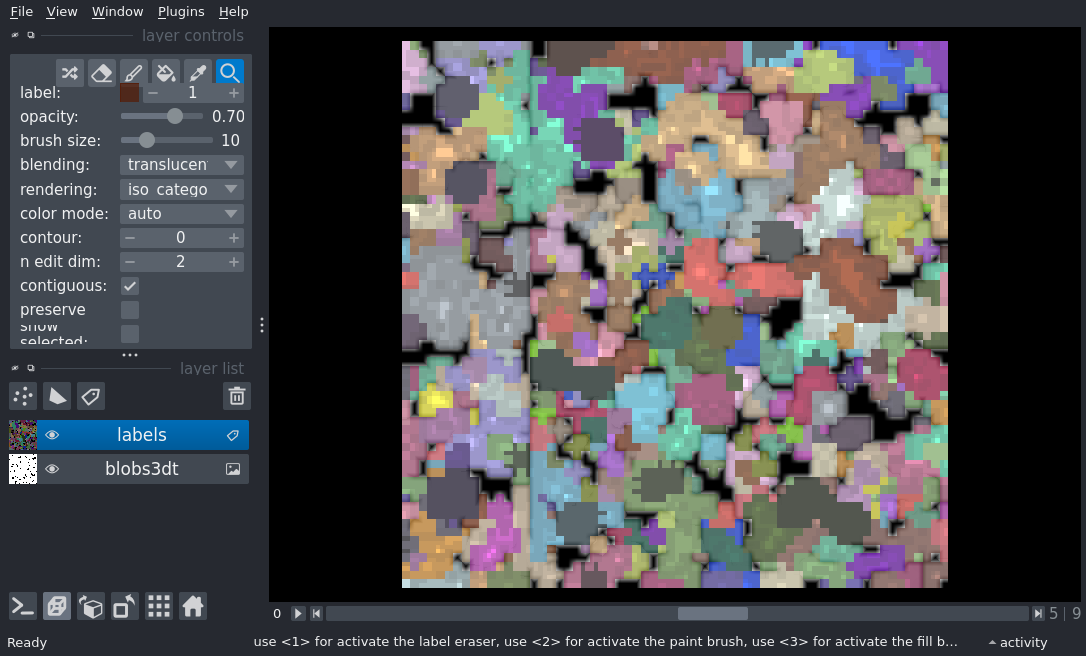 File View Window Plugins Help
layer controls
label: 1
opacity: 0.70
brush size: 10
blending: translucen
rendering: iso_catego
color mode: auto
contour: 0
n edit dim: 2
contiguous:
preserve
show
selected:
layer list
labels
blobs3dt
0 5 | 9
Ready use <1> for activate the label eraser, use <2> for activate the paint brush, use <3> for activate the fill b... activity